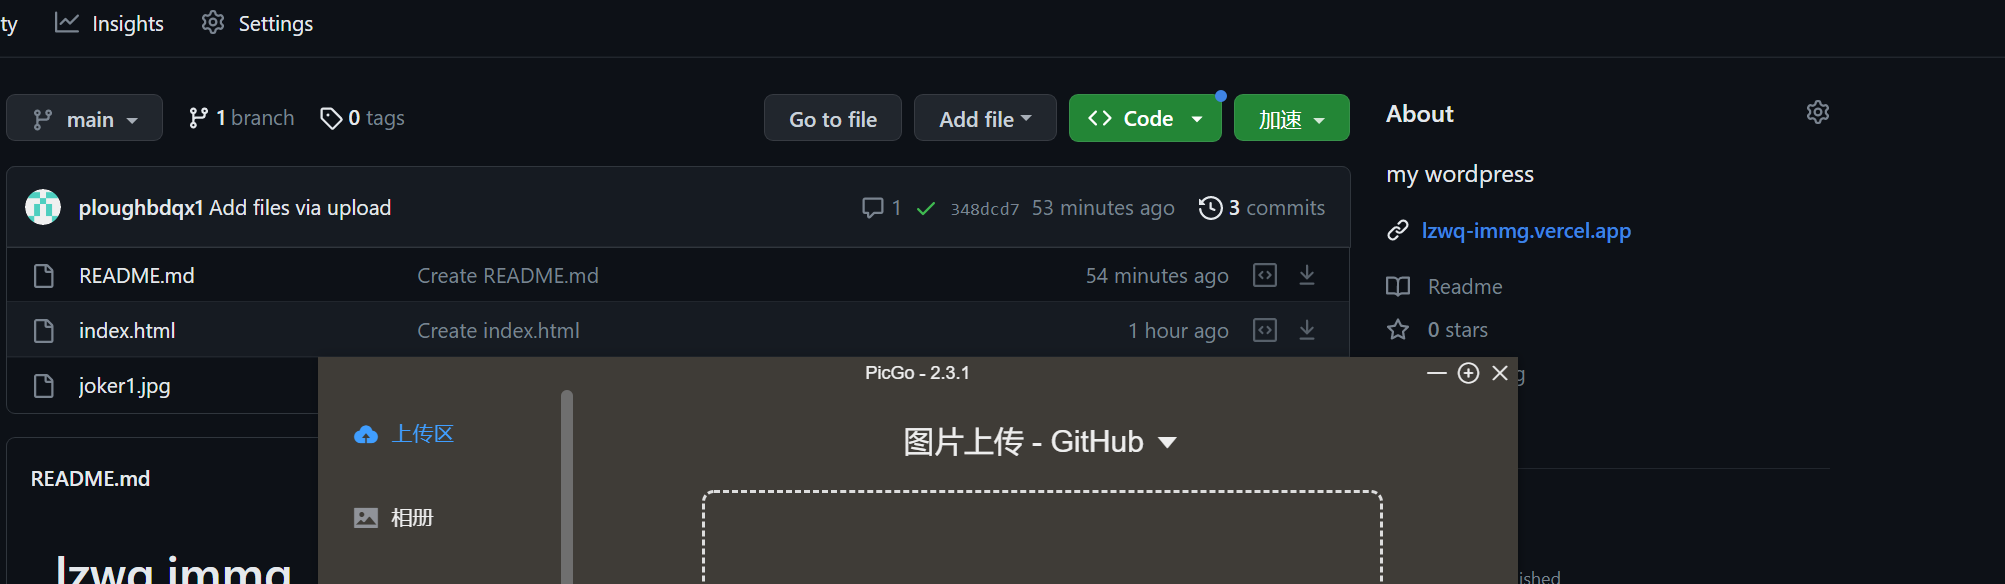 ty Insights Settings
main 1 branch 0 tags Go to file Add file Code 加速
About
my wordpress
lzwq-immg.vercel.app
Readme
0 stars
ploughbdqx1 Add files via upload 1 348dcd7 53 minutes ago 3 commits
README.md Create README.md 54 minutes ago
index.html Create index.html 1 hour ago
joker1.jpg
README.md
lzwq immg
PicGo - 2.3.1
上传区
图片上传 - GitHub
相册
g
ished